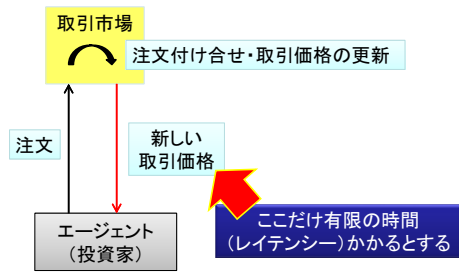 取引市場
注文付け合せ・取引価格の更新
注文
新しい
取引価格
ここだけ有限の時間
（レイテンシー）かかるとする
エージェント
（投資家）